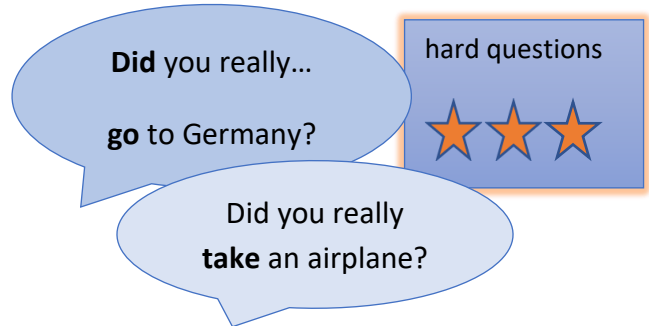 Did you really…
go to Germany?
hard questions
Did you really
take an airplane?